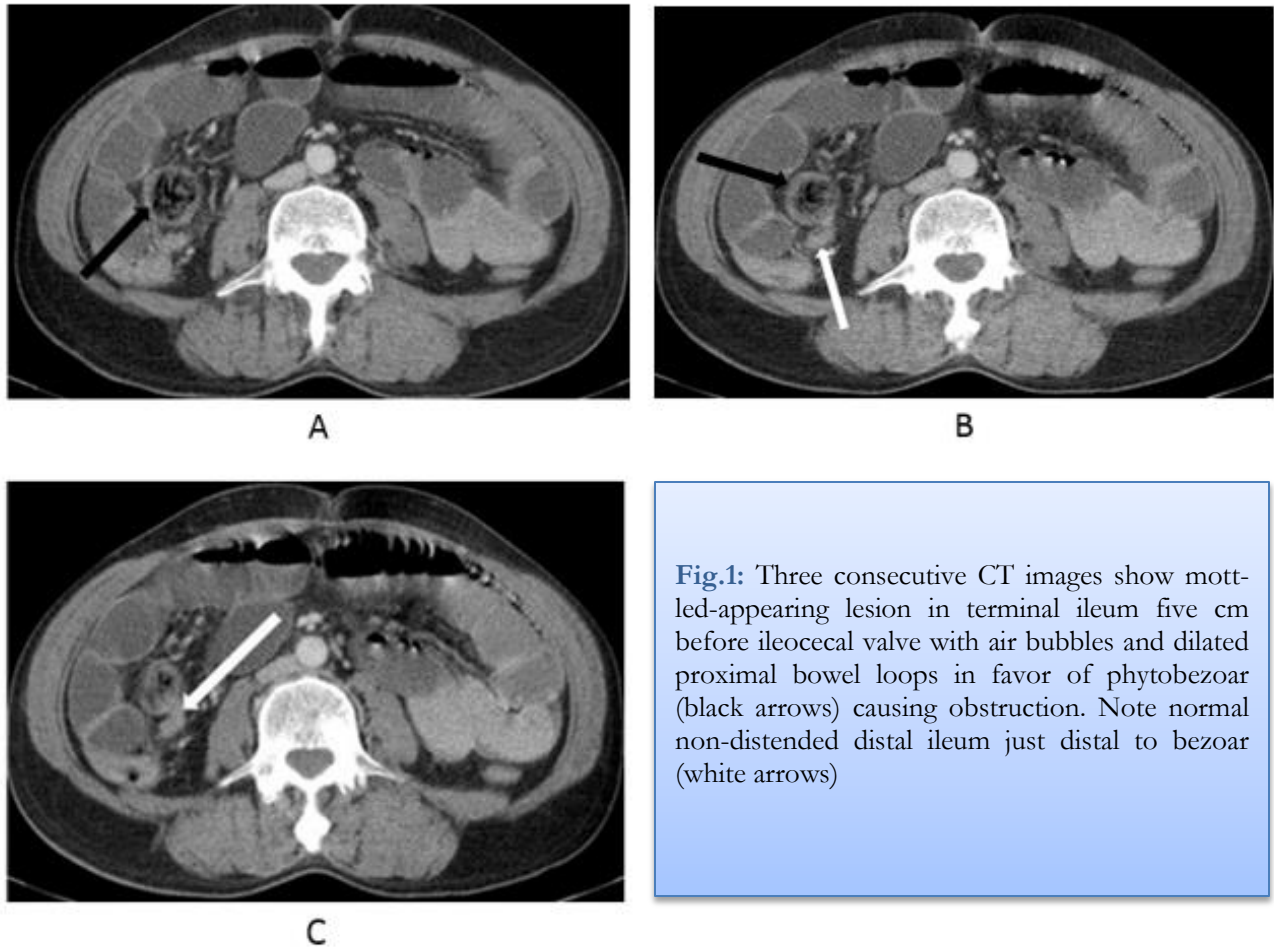 A
B
C
Fig.1: Three consecutive CT images show mott-
led-appearing lesion in terminal ileum five cm
before ileocecal valve with air bubbles and dilated
proximal bowel loops in favor of phytobezoar
(black arrows) causing obstruction. Note normal
non-distended distal ileum just distal to bezoar
(white arrows)